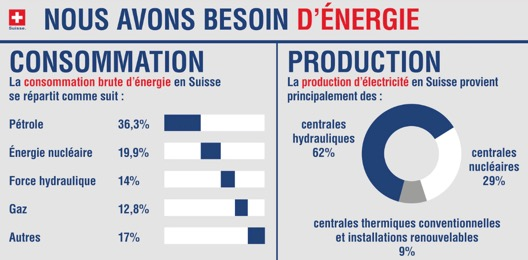 NOUS AVONS BESOIN D'ÉNERGIE
CONSOMMATION
La consommation brute d'énergie en Suisse
se répartit comme suit :
Pétrole 36,3%
Énergie nucléaire 19,9%
Force hydraulique 14%
Gaz 12,8%
Autres 17%
PRODUCTION
La production d'électricité en Suisse provient
principalement des :
centrales
hydrauliques
62%
centrales
nucléaires
29%
centrales thermiques conventionnelles
et installations renouvelables
9%